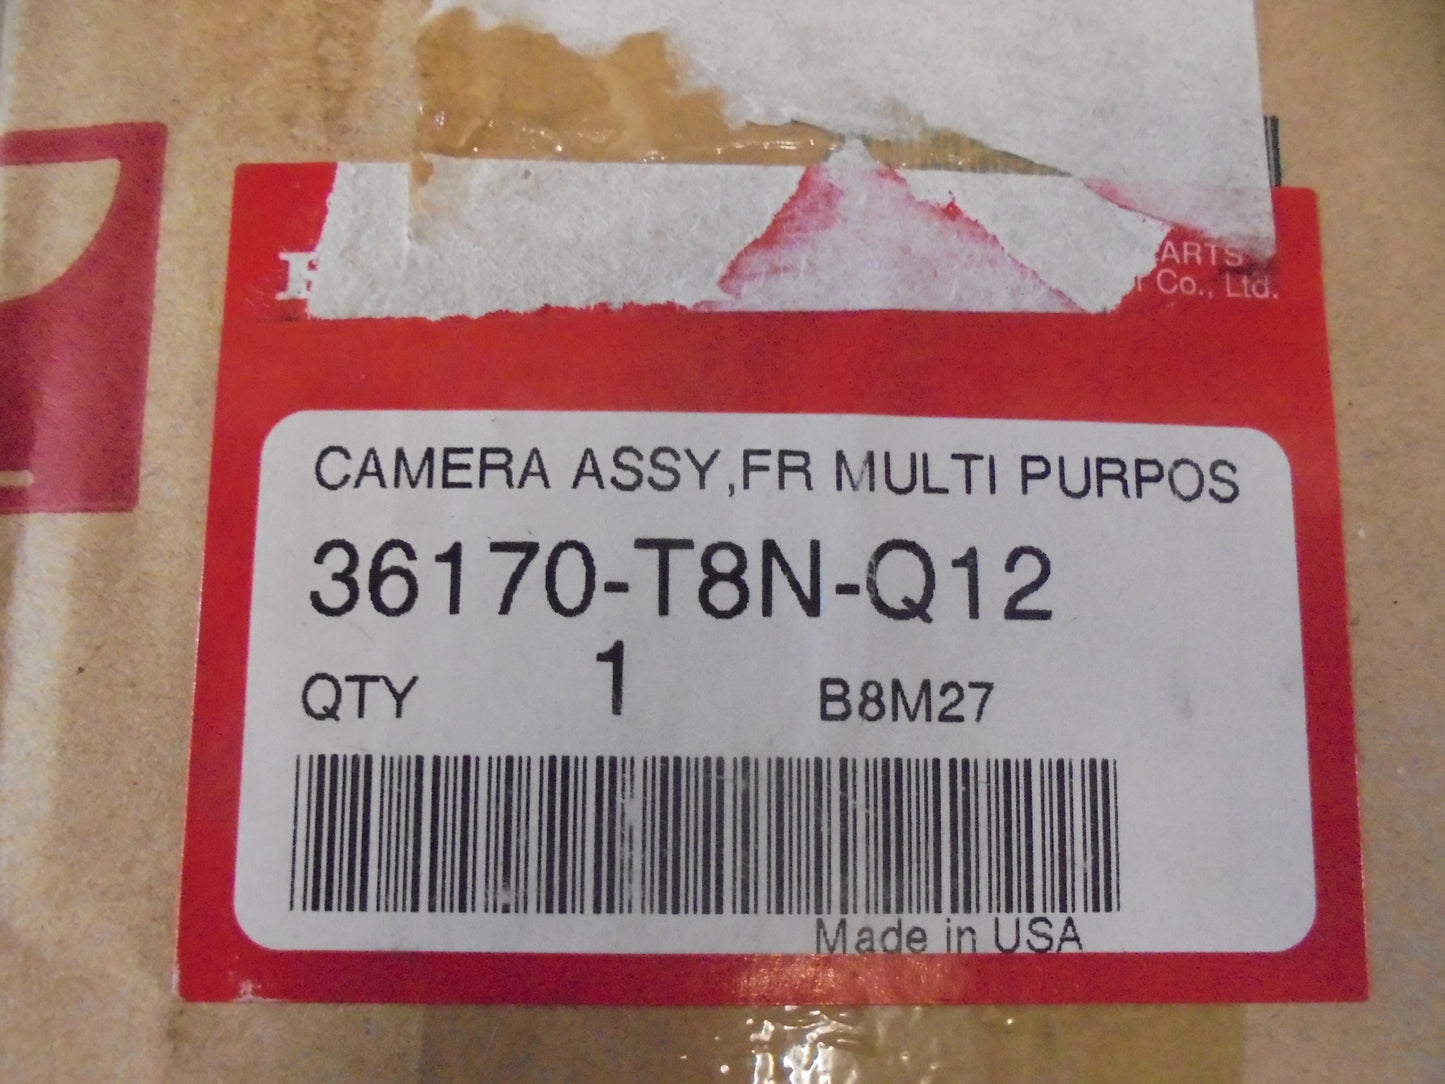 ARTS
Co., Ltd.
CAMERA ASSY,FR MULTI PURPOS
36170-T8N-Q12
1
QTY B8M27
Made in USA